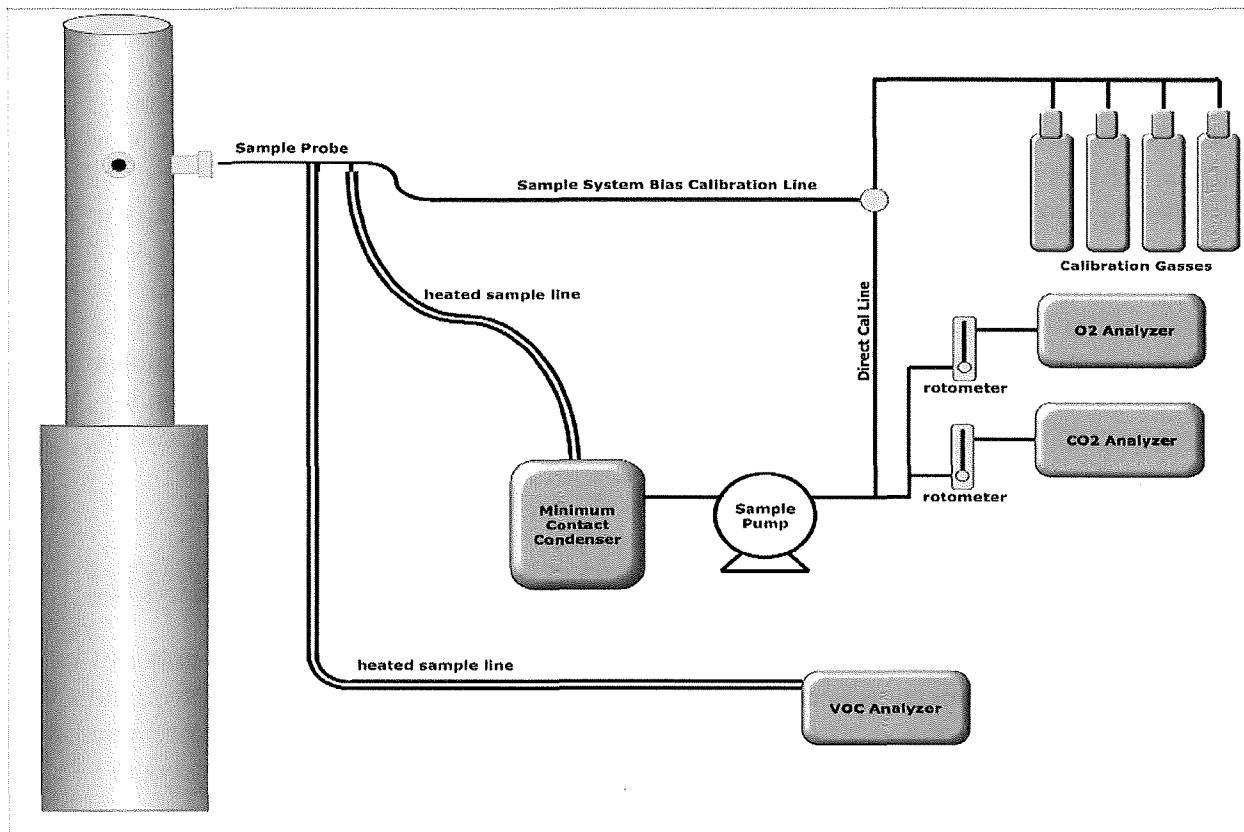 Sample Probe
Sample System Bias Calibration Line
Calibration Gasses
heated sample line
Direct Cal Line
O2 Analyzer
rotometer
CO2 Analyzer
rotometer
Minimum
Contact
Condenser
Sample
Pump
heated sample line
VOC Analyzer